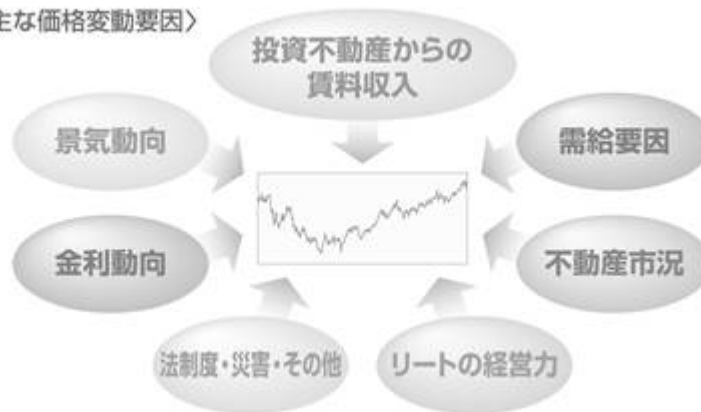 主な価格変動要因〉
投資不動産からの
賃料収入
景気動向
需給要因
金利動向
不動産市況
法制度・災害・その他
リートの経営力